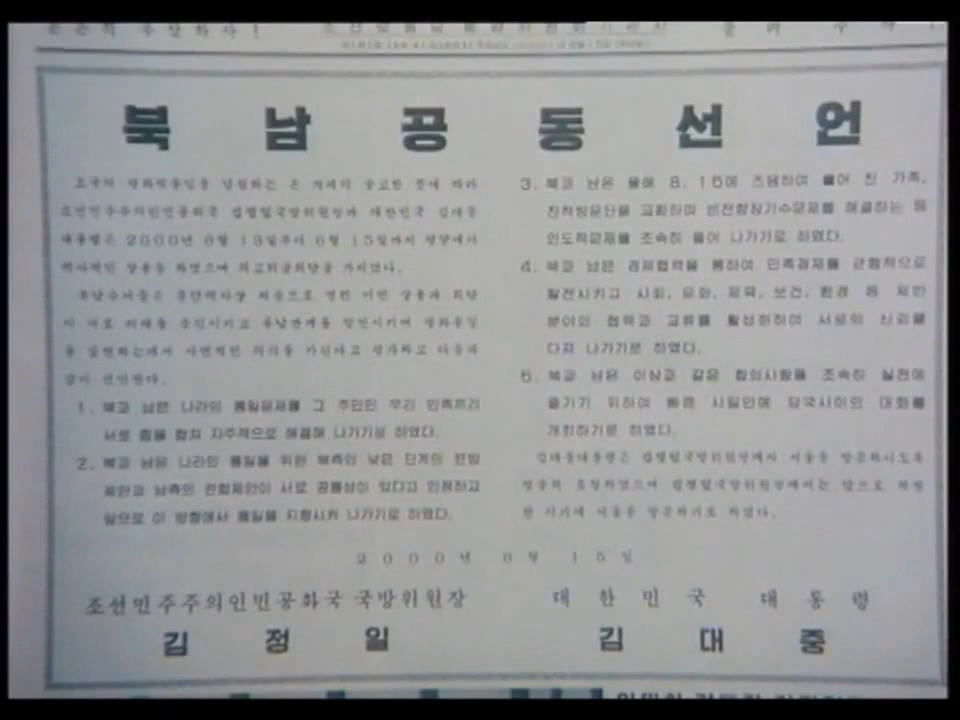 북남공동선언
조국의 평화적통일을 념원하는 온 겨레의 숭고한 뜻에 따라
조선민주주의인민공화국 김정일국방위원장과 대한민국 김대중
대통령은 2000년 6월 13일부터 6월 15일까지 평양에서
력사적인 상봉을 하였으며 최고위급회담을 가지였다.
북남수뇌들은 분단력사상 처음으로 열린 이번 상봉과 회담
이 서로 리해를 증진시키고 북남관계를 발전시키며 평화통일
을 실현하는데서 중대한 의의를 가진다고 평가하고 다음과
같이 선언한다.
1. 북과 남은 나라의 통일문제를 그 주인인 우리 민족끼리
서로 힘을 합쳐 자주적으로 해결해 나가기로 하였다.
2. 북과 남은 나라의 통일을 위한 북측의 낮은 단계의 련방
제안과 남측의 련합제안이 서로 공통성이 있다고 인정하고
앞으로 이 방향에서 통일을 지향시켜 나가기로 하였다.
3. 북과 남은 올해 8.15에 즈음하여 흩어진 가족,
친척방문단을 교환하며 비전향장기수문제를 해결하는 등
인도적문제를 조속히 풀어 나가기로 하였다.
4. 북과 남은 경제협력을 통하여 민족경제를 균형적으로
발전시키고 사회, 문화, 체육, 보건, 환경 등 제반
분야의 협력과 교류를 활성화하여 서로의 신뢰를
다져 나가기로 하였다.
5. 북과 남은 이상과 같은 합의사항을 조속히 실천에
옮기기 위하여 빠른 시일안에 당국사이의 대화를
개최하기로 하였다.
김대중대통령은 김정일국방위원장께서 서울을 방문하시도록
정중히 초청하였으며 김정일국방위원장께서는 앞으로 적절
한 시기에 서울을 방문하기로 하였다.
2000년 6월 15일
조선민주주의인민공화국 국방위원장 대한민국 대통령
김정일 김대중